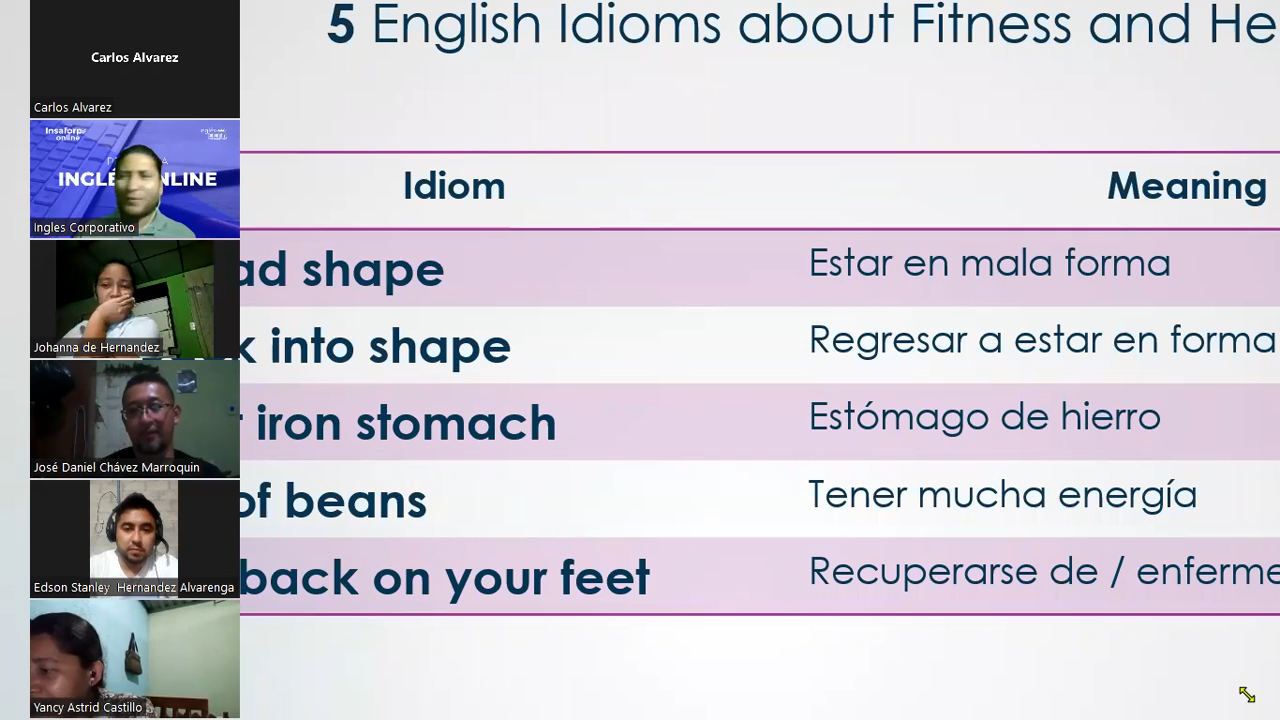 5 English Idioms about Fitness and He
Carlos Alvarez
Carlos Alvarez
Insaforp
online
INGLÉ NLINE
Ingles Corporativo
Idiom
Meaning
ad shape
Estar en mala forma
Johanna de Hernandez
k into shape
Regresar a estar en forma
iron stomach
Estómago de hierro
José Daniel Chávez Marroquin
of beans
Tener mucha energía
Edson Stanley Hernandez Alvarenga
back on your feet
Recuperarse de / enferme
Yancy Astrid Castillo